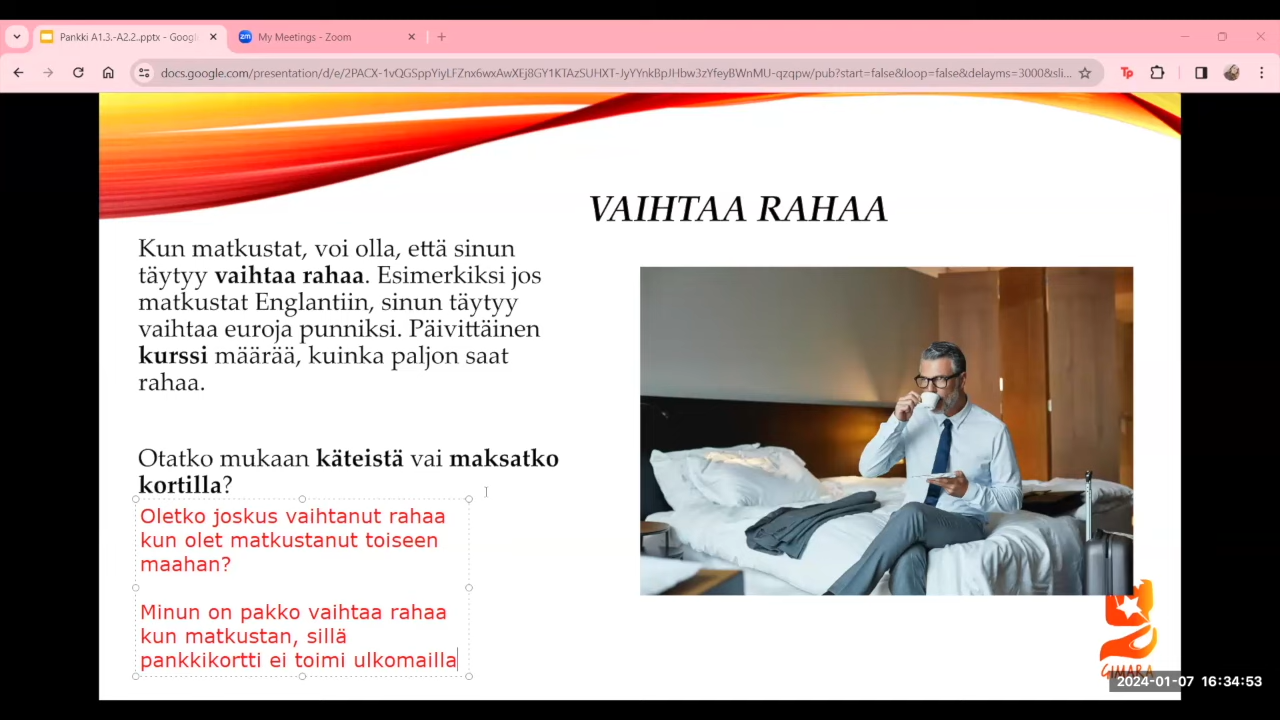 Pankki A1.3.-A2.2..pptx - Goog
My Meetings - Zoom
docs.google.com/presentation/d/e/2PACX-1vQGSppYiyLFZnx6wxAwXEj8GY1KTAzSUHXT-JyYYnkBpJHbw3zYfeyBWnMU-qzqpw/pub?start=false&loop=false&delayms=3000&sli...
VAIHTAA RAHAA
Kun matkustat, voi olla, että sinun
täytyy vaihtaa rahaa. Esimerkiksi jos
matkustat Englantiin, sinun täytyy
vaihtaa euroja punniksi. Päivittäinen
kurssi määrää, kuinka paljon saat
rahaa.
Otatko mukaan käteistä vai maksatko
kortilla?
Oletko joskus vaihtanut rahaa
kun olet matkustanut toiseen
maahan?
Minun on pakko vaihtaa rahaa
kun matkustan, sillä
pankkikortti ei toimi ulkomailla
GIMARA
2024-01-07 16:34:53